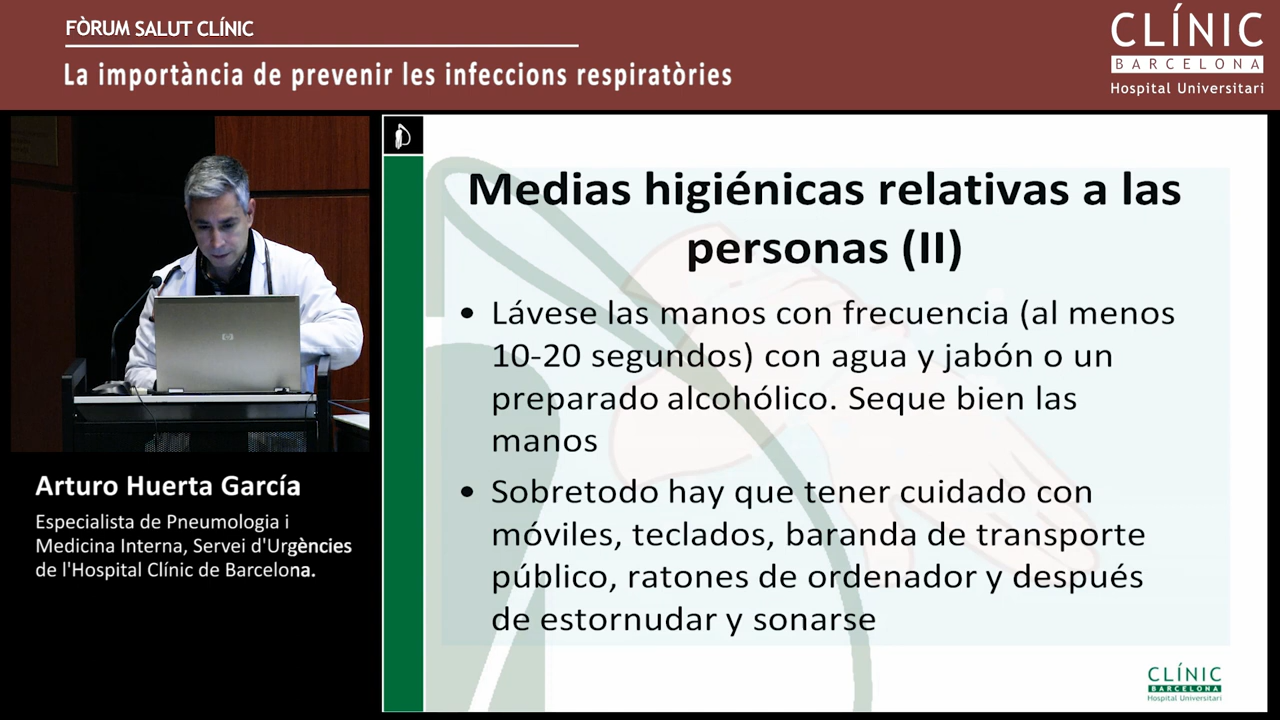 FÒRUM SALUT CLÍNIC
La importància de prevenir les infeccions respiratòries
CLÍNIC
BARCELONA
Hospital Universitari
Medias higiénicas relativas a las
personas (II)
• Lávese las manos con frecuencia (al menos
10-20 segundos) con agua y jabón o un
preparado alcohólico. Seque bien las
manos
• Sobretodo hay que tener cuidado con
móviles, teclados, baranda de transporte
público, ratones de ordenador y después
de estornudar y sonarse
Arturo Huerta García
Especialista de Pneumologia i
Medicina Interna, Servei d'Urgències
de l'Hospital Clínic de Barcelona.
CLÍNIC
BARCELONA
Hospital Universitari